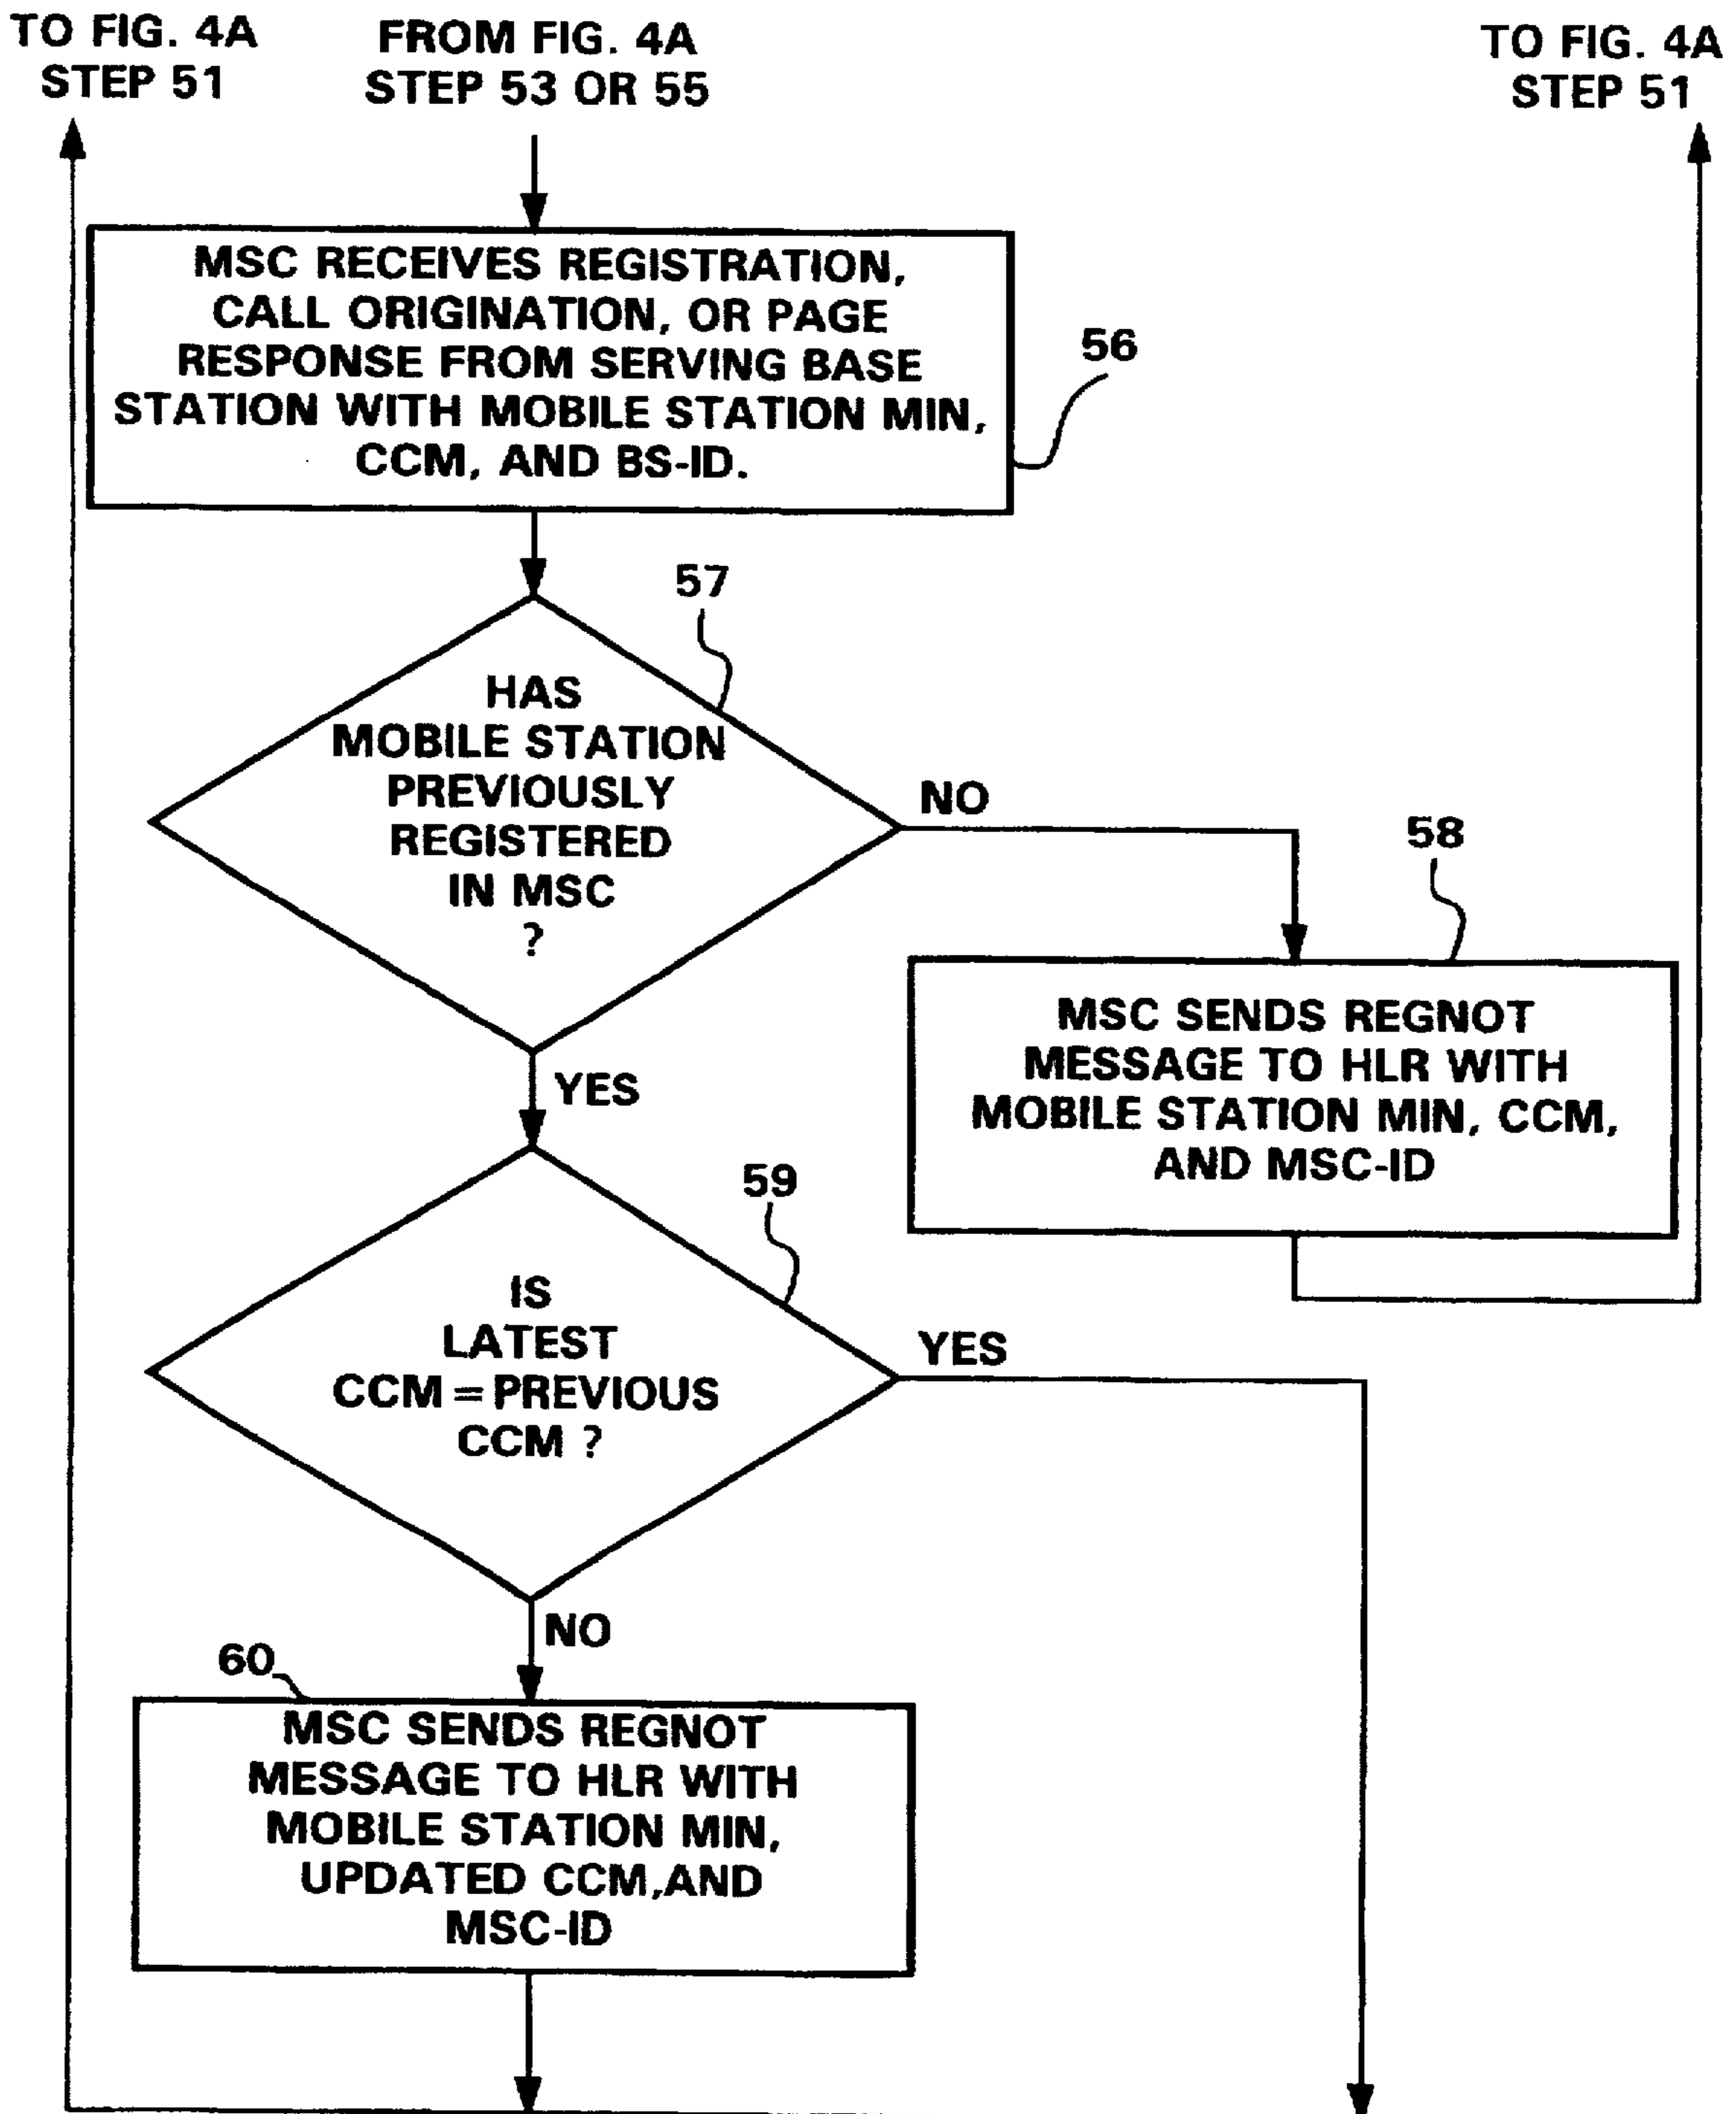 TO FIG. 4A
STEP 51
FROM FIG. 4A
STEP 53 OR 55
TO FIG. 4A
STEP 51
MSC RECEIVES REGISTRATION,
CALL ORIGINATION, OR PAGE
RESPONSE FROM SERVING BASE
STATION WITH MOBILE STATION MIN,
CCM, AND BS-ID.
56
57
HAS
MOBILE STATION
PREVIOUSLY
REGISTERED
IN MSC
?
NO
58
MSC SENDS REGNOT
MESSAGE TO HLR WITH
MOBILE STATION MIN, CCM,
AND MSC-ID
YES
59
IS
LATEST
CCM = PREVIOUS
CCM ?
YES
NO
60
MSC SENDS REGNOT
MESSAGE TO HLR WITH
MOBILE STATION MIN,
UPDATED CCM,AND
MSC-ID